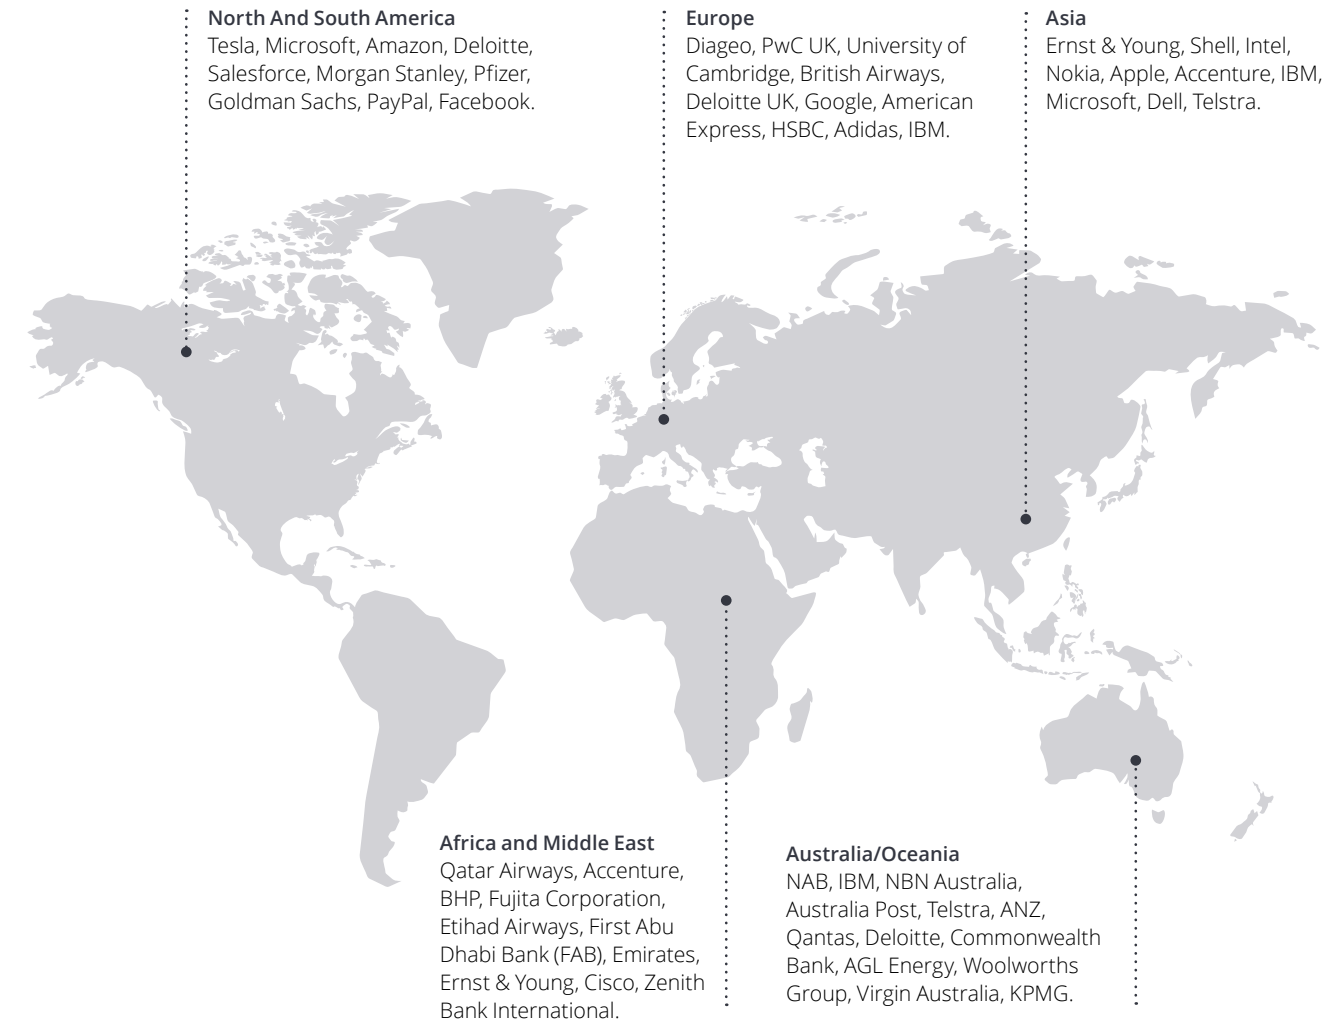 North And South America
Tesla, Microsoft, Amazon, Deloitte,
Salesforce, Morgan Stanley, Pfizer,
Goldman Sachs, PayPal, Facebook.
Europe
Diageo, PwC UK, University of
Cambridge, British Airways,
Deloitte UK, Google, American
Express, HSBC, Adidas, IBM.
Asia
Ernst & Young, Shell, Intel,
Nokia, Apple, Accenture, IBM,
Microsoft, Dell, Telstra.
Africa and Middle East
Qatar Airways, Accenture,
BHP, Fujita Corporation,
Etihad Airways, First Abu
Dhabi Bank (FAB), Emirates,
Ernst & Young, Cisco, Zenith
Bank International.
Australia/Oceania
NAB, IBM, NBN Australia,
Australia Post, Telstra, ANZ,
Qantas, Deloitte, Commonwealth
Bank, AGL Energy, Woolworths
Group, Virgin Australia, KPMG.